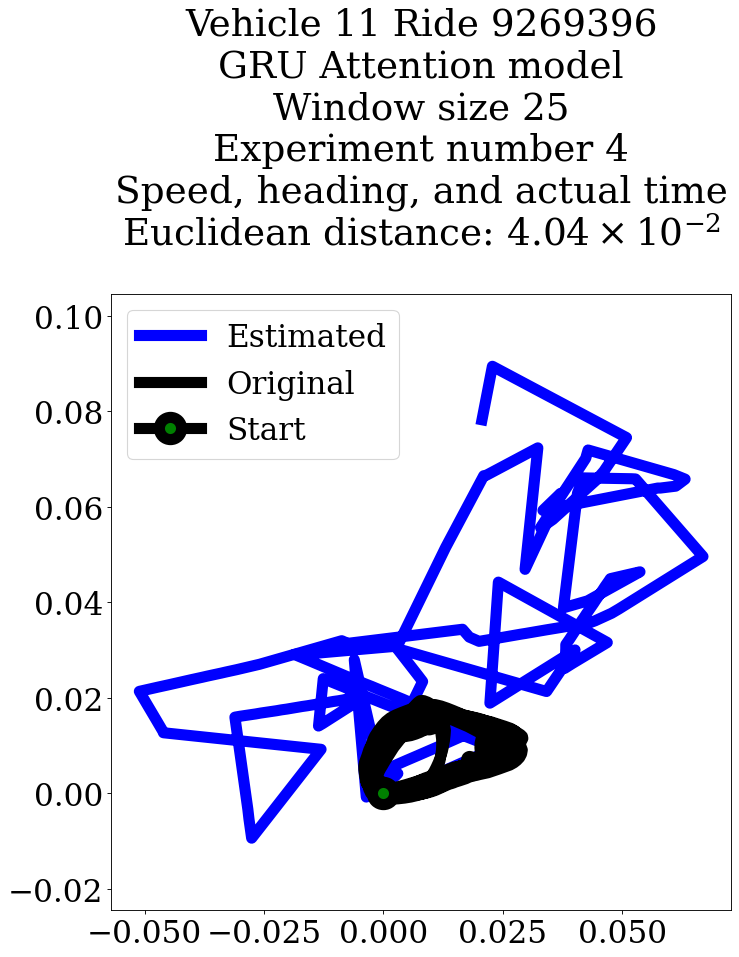 Vehicle 11 Ride 9269396
GRU Attention model
Window size 25
Experiment number 4
Speed, heading, and actual time
Euclidean distance: 4.04 × 10⁻²
Estimated
Original
Start
0.10
0.08
0.06
0.04
0.02
0.00
−0.02
−0.050 −0.025 0.000 0.025 0.050